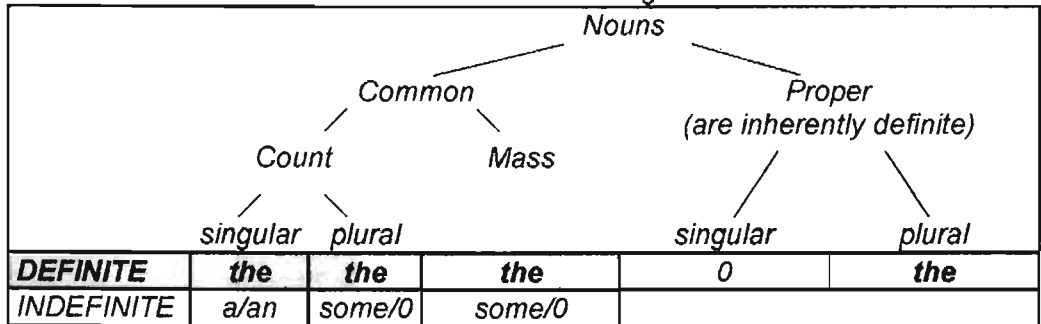 Nouns
Common Proper
(are inherently definite)
Count Mass
singular plural singular plural
DEFINITE the the the 0 the
INDEFINITE a/an some/0 some/0